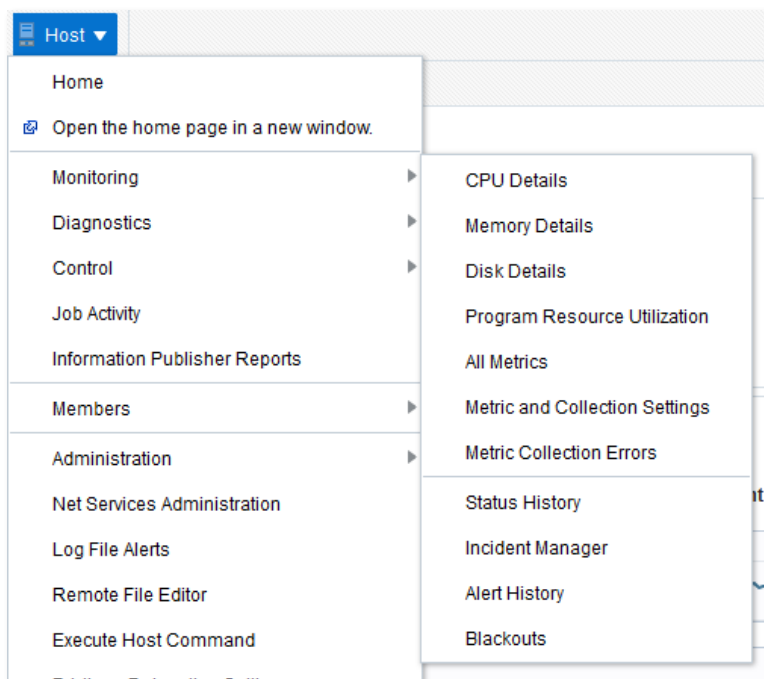 Host
Home
Open the home page in a new window.
Monitoring
Diagnostics
Control
Job Activity
Information Publisher Reports
Members
Administration
Net Services Administration
Log File Alerts
Remote File Editor
Execute Host Command
CPU Details
Memory Details
Disk Details
Program Resource Utilization
All Metrics
Metric and Collection Settings
Metric Collection Errors
Status History
Incident Manager
Alert History
Blackouts